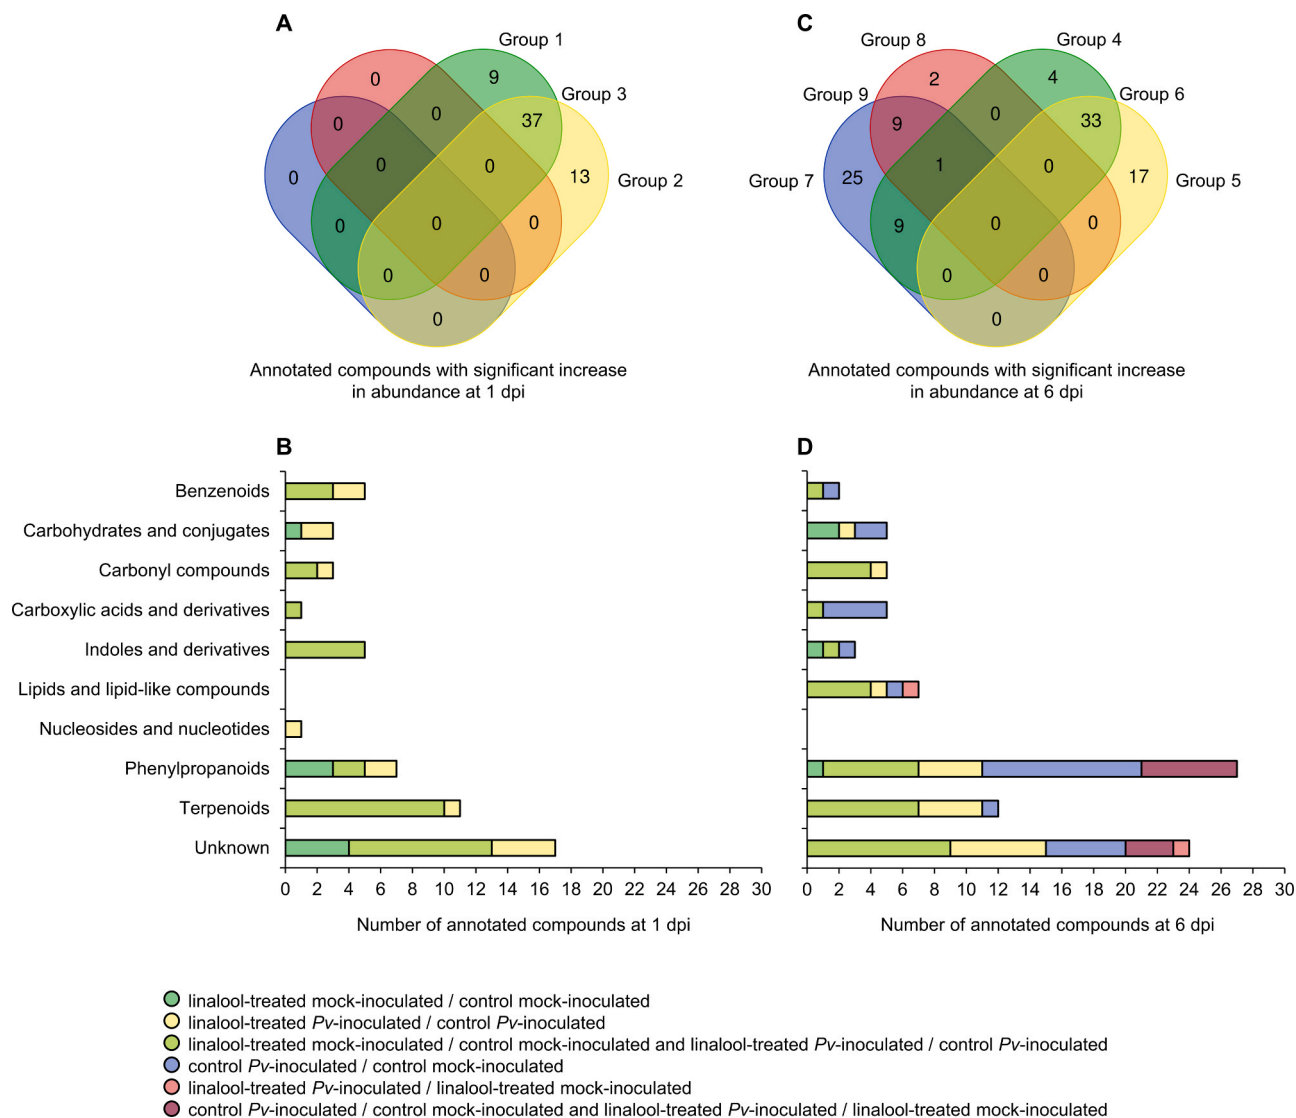 A
Group 1
Group 3
Group 2
0
9
0
37
0
0
0
0
13
0
0
0
0
0
0
Annotated compounds with significant increase
in abundance at 1 dpi
C
Group 8
Group 4
Group 9
Group 6
Group 7
Group 5
2
4
9
0
33
25
1
0
17
9
0
0
0
0
0
Annotated compounds with significant increase
in abundance at 6 dpi
B
Benzenoids
Carbohydrates and conjugates
Carbonyl compounds
Carboxylic acids and derivatives
Indoles and derivatives
Lipids and lipid-like compounds
Nucleosides and nucleotides
Phenylpropanoids
Terpenoids
Unknown
0 2 4 6 8 10 12 14 16 18 20 22 24 26 28 30
Number of annotated compounds at 1 dpi
D
0 2 4 6 8 10 12 14 16 18 20 22 24 26 28 30
Number of annotated compounds at 6 dpi
linalool-treated mock-inoculated / control mock-inoculated
linalool-treated Pv-inoculated / control Pv-inoculated
linalool-treated mock-inoculated / control mock-inoculated and linalool-treated Pv-inoculated / control Pv-inoculated
control Pv-inoculated / control mock-inoculated
linalool-treated Pv-inoculated / linalool-treated mock-inoculated
control Pv-inoculated / control mock-inoculated and linalool-treated Pv-inoculated / linalool-treated mock-inoculated